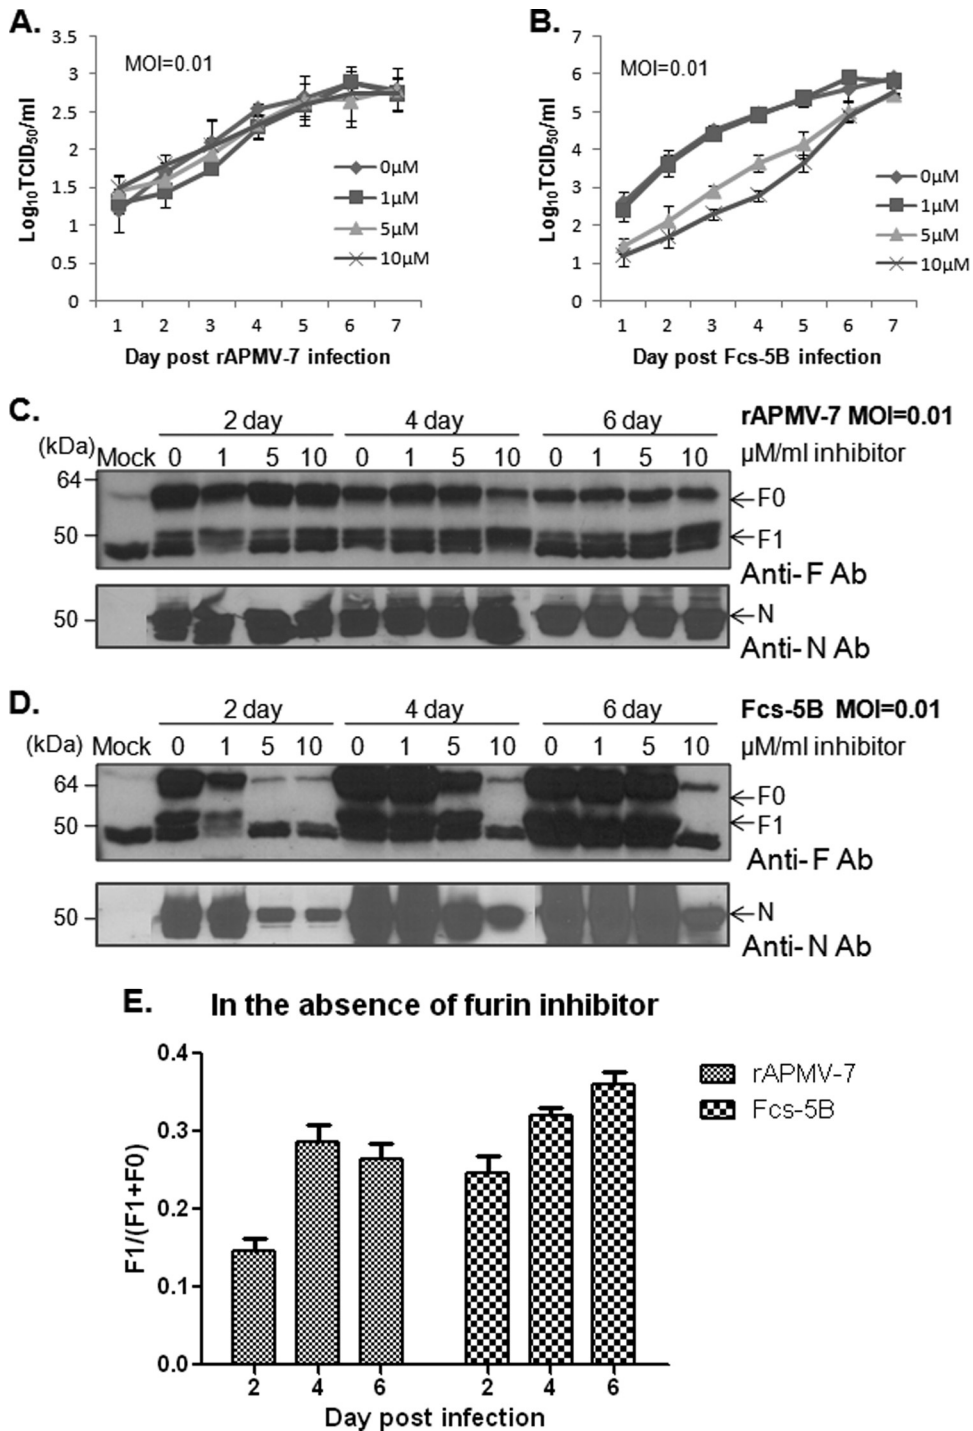 A.
Log10TCID50/ml
3.5
3
2.5
2
1.5
1
0.5
0
MOI=0.01
0μM
1μM
5μM
10μM
1 2 3 4 5 6 7
Day post rAPMV-7 infection
B.
Log10TCID50/ml
7
6
5
4
3
2
1
0
MOI=0.01
0μM
1μM
5μM
10μM
1 2 3 4 5 6 7
Day post Fcs-5B infection
C.
2 day 4 day 6 day rAPMV-7 MOI=0.01
(kDa) Mock 0 1 5 10 0 1 5 10 0 1 5 10 μM/ml inhibitor
64
F0
50
F1
Anti-F Ab
50
N
Anti-N Ab
D.
2 day 4 day 6 day Fcs-5B MOI=0.01
(kDa) Mock 0 1 5 10 0 1 5 10 0 1 5 10 μM/ml inhibitor
64
F0
50
F1
Anti-F Ab
50
N
Anti-N Ab
E. In the absence of furin inhibitor
F1/(F1+F0)
0.4
0.3
0.2
0.1
0.0
rAPMV-7
Fcs-5B
2 4 6 2 4 6
Day post infection